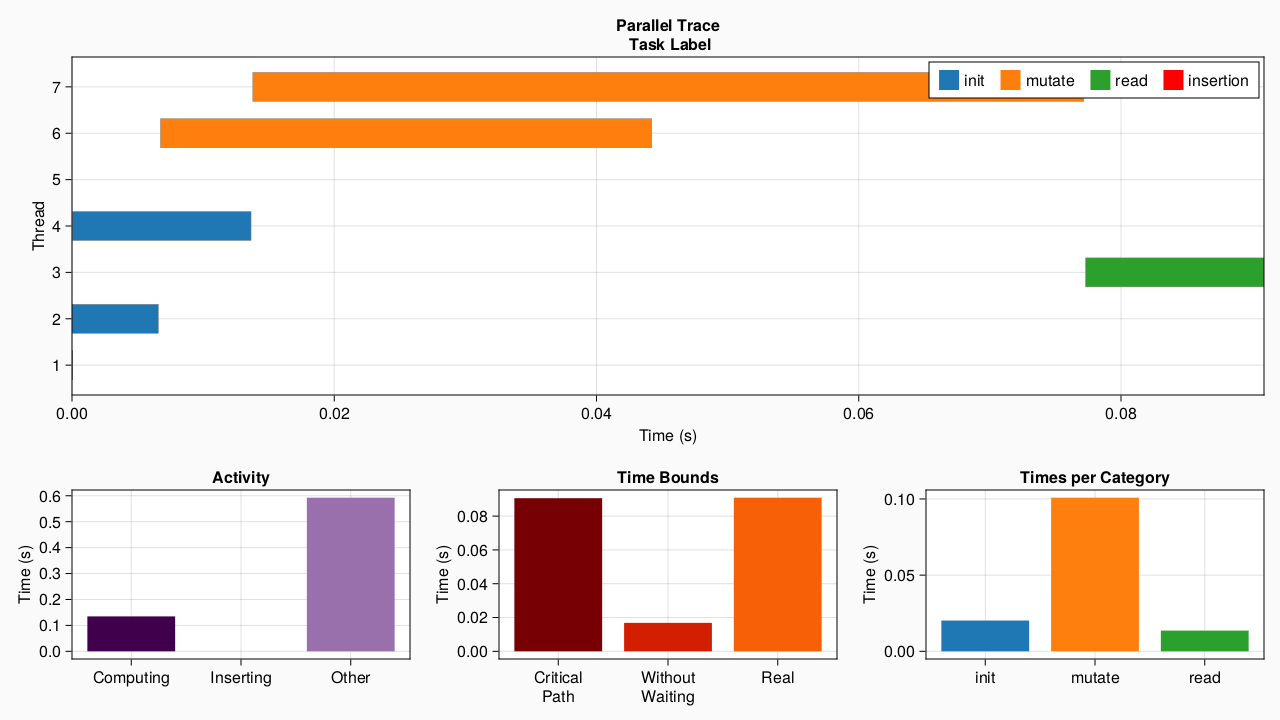 Parallel Trace
Task Label
init mutate read insertion
Thread
7
6
5
4
3
2
1
0.00 0.02 0.04 0.06 0.08
Time (s)
Activity
Time (s)
0.6
0.5
0.4
0.3
0.2
0.1
0.0
Computing Inserting Other
Time Bounds
Time (s)
0.08
0.06
0.04
0.02
0.00
Critical Path Without Waiting Real
Times per Category
Time (s)
0.10
0.05
0.00
init mutate read